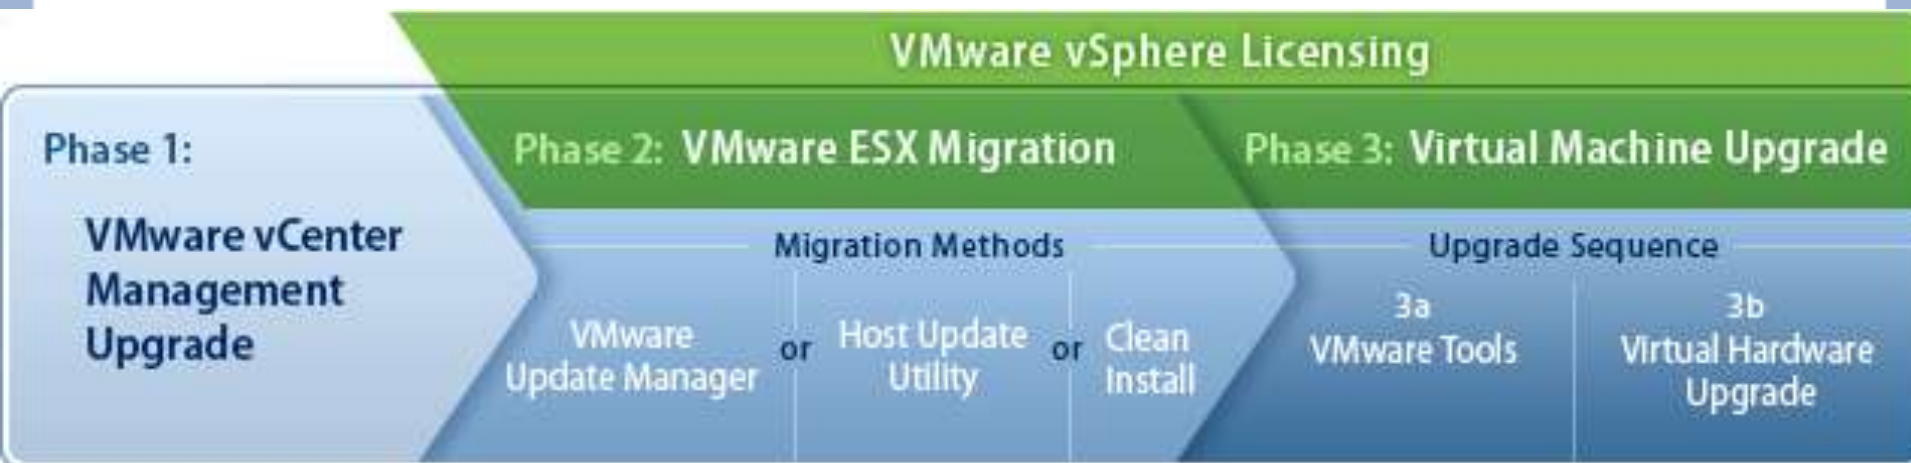 VMware vSphere Licensing
Phase 1:
VMware vCenter
Management
Upgrade
Phase 2: VMware ESX Migration
Migration Methods
VMware
Update Manager
or
Host Update
Utility
or
Clean
Install
Phase 3: Virtual Machine Upgrade
Upgrade Sequence
3a
VMware Tools
3b
Virtual Hardware
Upgrade